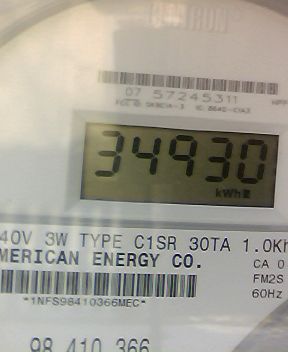 07 57245311
34930
kWh
40V 3W TYPE C1SR 30TA 1.0Kh
MERICAN ENERGY CO.
CA 0
FM2S
60Hz
*1NFS98410366MEC*
98 410 366